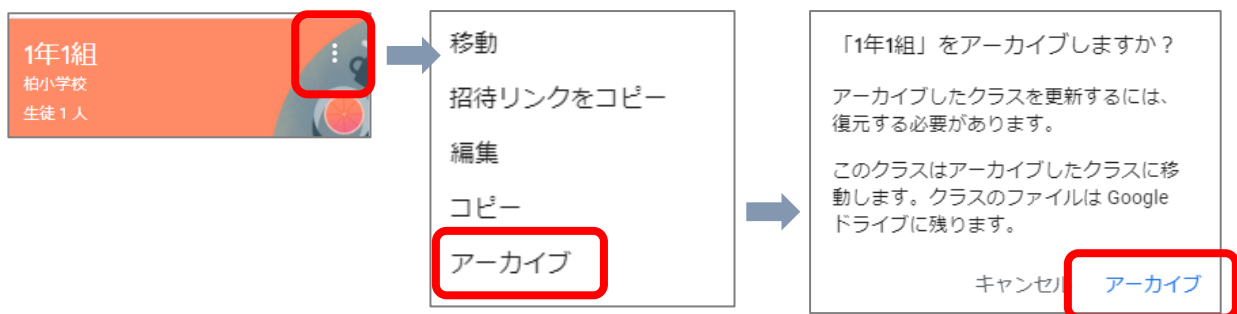 1年1組
柏小学校
生徒 1 人
移動
招待リンクをコピー
編集
コピー
アーカイブ
「1年1組」をアーカイブしますか？
アーカイブしたクラスを更新するには、
復元する必要があります。
このクラスはアーカイブしたクラスに移
動します。クラスのファイルは Google
ドライブに残ります。
キャンセル アーカイブ